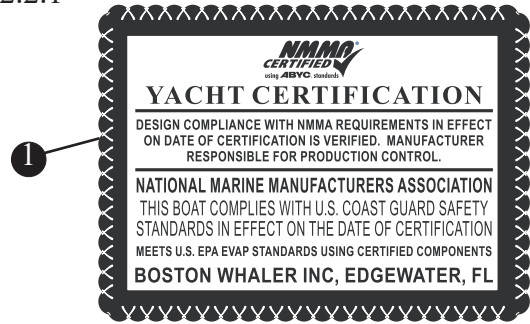 NMMA®
CERTIFIED
using ABYC standards
YACHT CERTIFICATION
DESIGN COMPLIANCE WITH NMMA REQUIREMENTS IN EFFECT
ON DATE OF CERTIFICATION IS VERIFIED. MANUFACTURER
RESPONSIBLE FOR PRODUCTION CONTROL.
1
NATIONAL MARINE MANUFACTURERS ASSOCIATION
THIS BOAT COMPLIES WITH U.S. COAST GUARD SAFETY
STANDARDS IN EFFECT ON THE DATE OF CERTIFICATION
MEETS U.S. EPA EVAP STANDARDS USING CERTIFIED COMPONENTS
BOSTON WHALER INC, EDGEWATER, FL